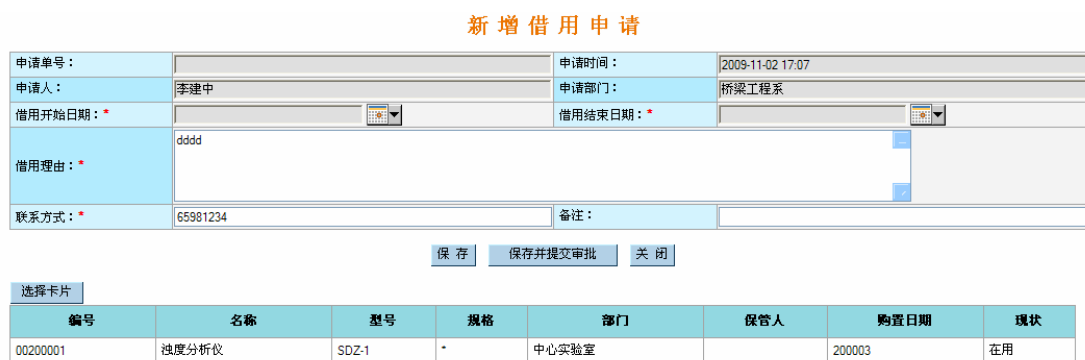 新增借用申请
申请单号： 申请时间： 2009-11-02 17:07
申请人： 李建中 申请部门： 桥梁工程系
借用开始日期：* 借用结束日期：*
借用理由：* dddd
联系方式：* 65981234 备注：
保存 保存并提交审批 关闭
选择卡片
编号 名称 型号 规格 部门 保管人 购置日期 现状
00200001 浊度分析仪 SDZ-1 * 中心实验室 200003 在用